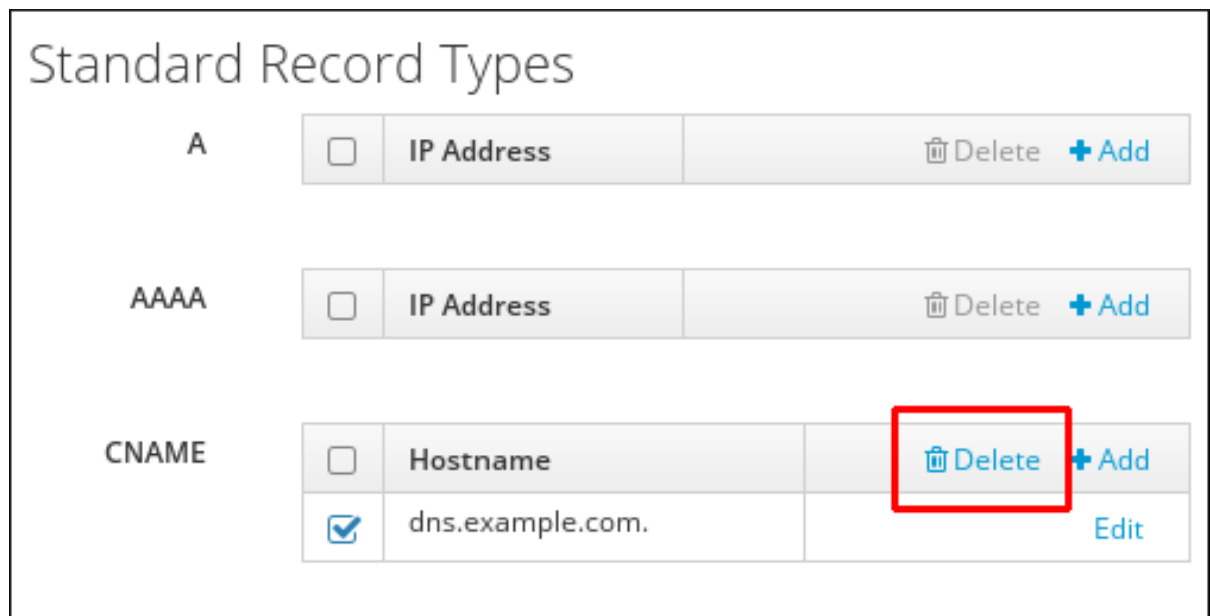 Standard Record Types
A IP Address Delete Add
AAAA IP Address Delete Add
CNAME Hostname Delete Add
dns.example.com. Edit